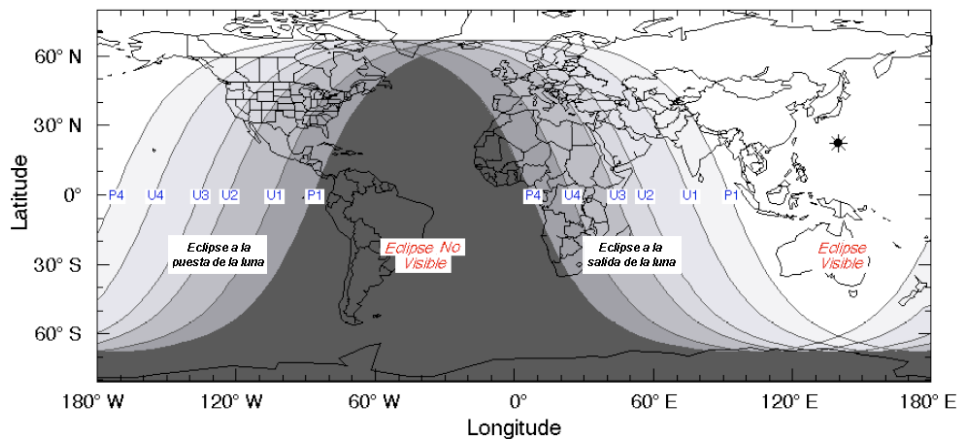 Latitude
60° N
30° N
0°
30° S
60° S
P4 U4 U3 U2 U1 P1 P4 U4 U3 U2 U1 P1
Eclipse a la
puesta de la luna
Eclipse No
Visible
Eclipse a la
salida de la luna
Eclipse
Visible
180° W 120° W 60° W 0° 60° E 120° E 180° E
Longitude